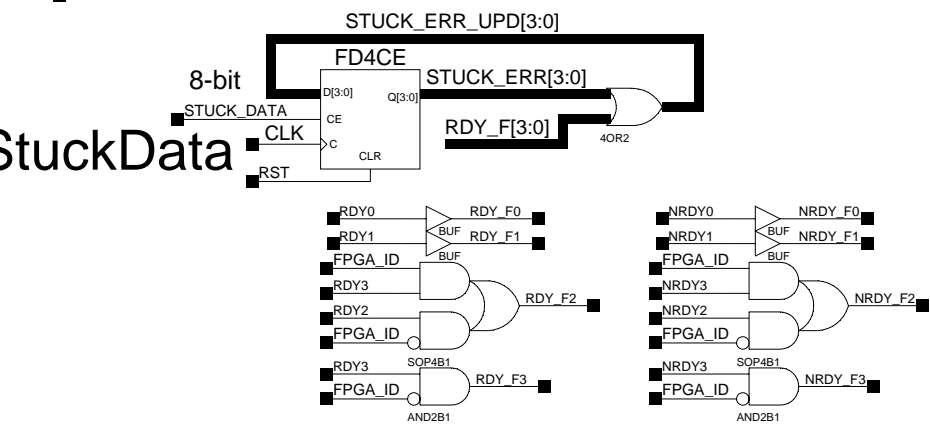 STUCK_ERR_UPD[3:0]
FD4CE
8-bit
STUCK_ERR[3:0]
D[3:0]
Q[3:0]
STUCK_DATA
CE
RDY_F[3:0]
StuckData
CLK
C
4OR2
CLR
RST
RDY0
RDY_F0
NRDY0
NRDY_F0
BUF
BUF
RDY1
RDY_F1
NRDY1
NRDY_F1
BUF
BUF
FPGA_ID
FPGA_ID
RDY3
NRDY3
RDY_F2
NRDY_F2
RDY2
NRDY2
FPGA_ID
FPGA_ID
SOP4B1
SOP4B1
RDY3
RDY_F3
NRDY3
NRDY_F3
FPGA_ID
FPGA_ID
AND2B1
AND2B1